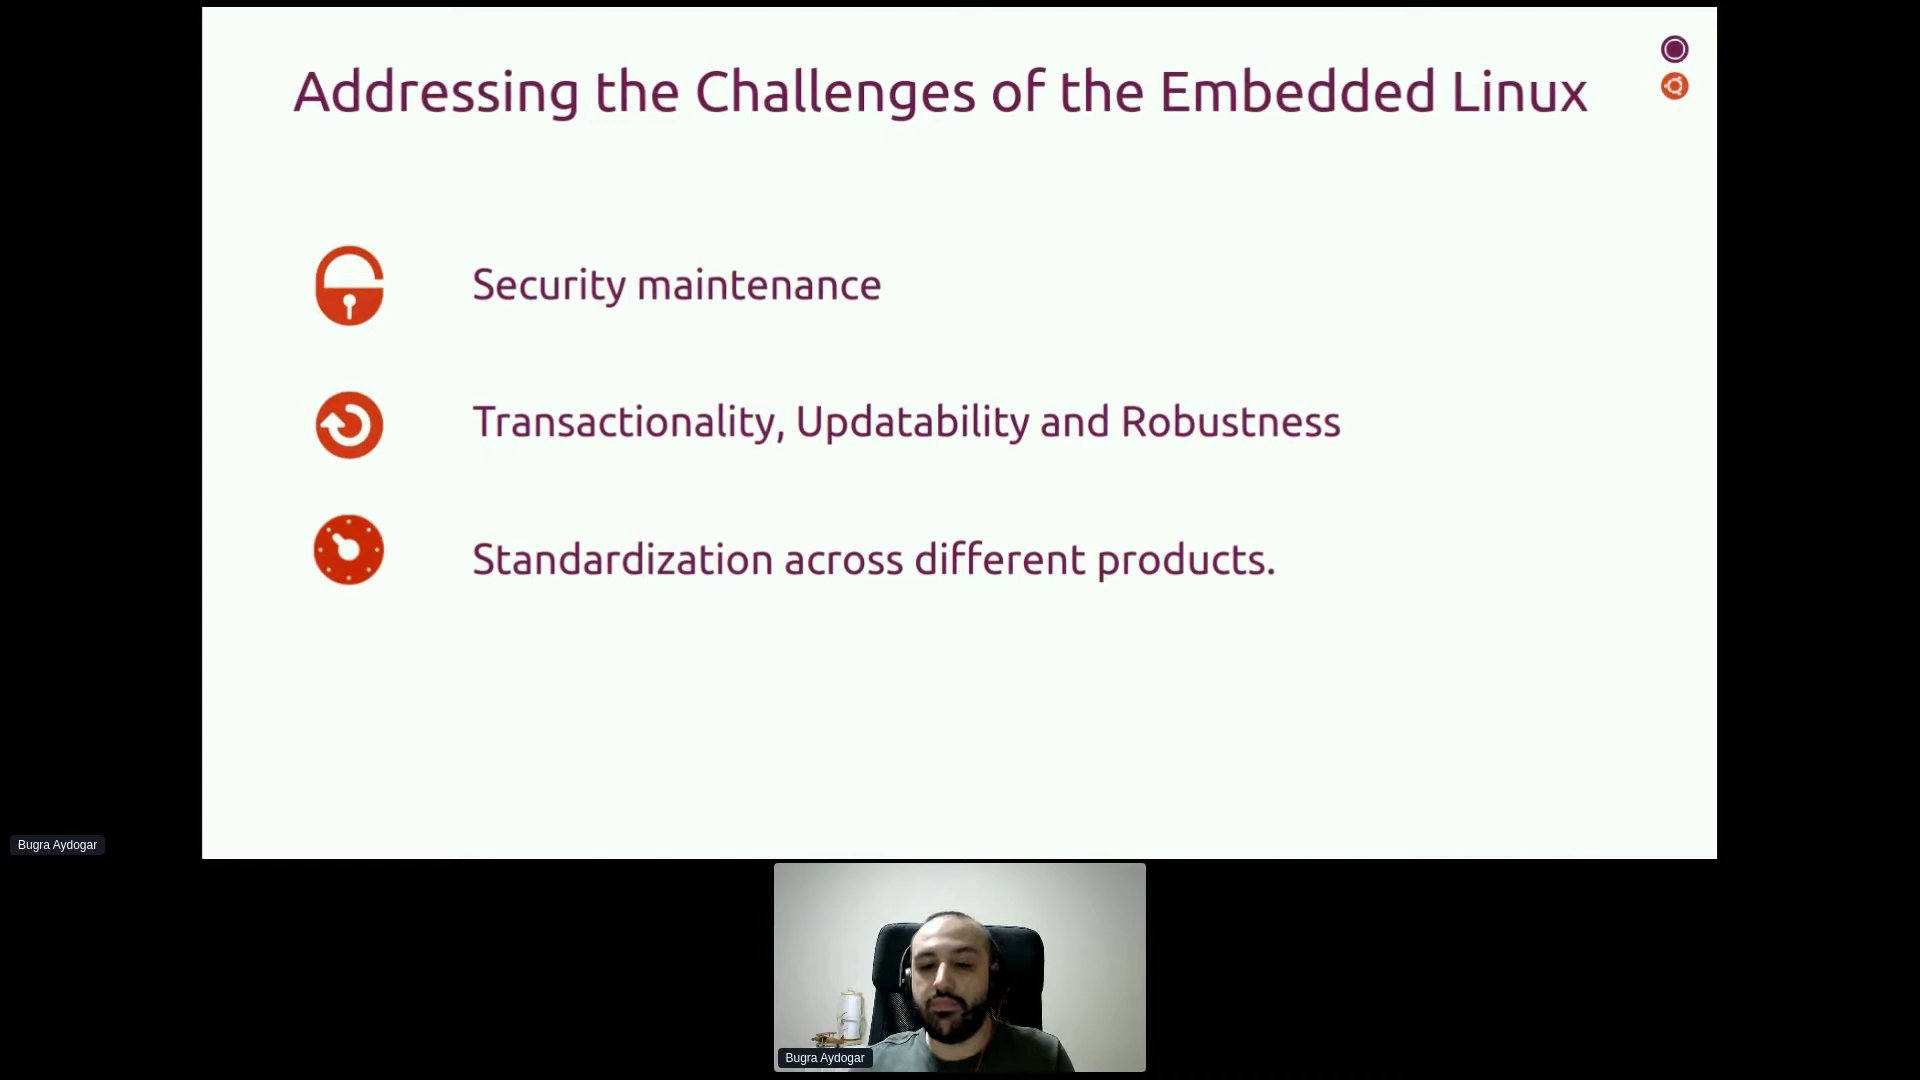 Addressing the Challenges of the Embedded Linux
Security maintenance
Transactionality, Updatability and Robustness
Standardization across different products.
Bugra Aydogar
Bugra Aydogar